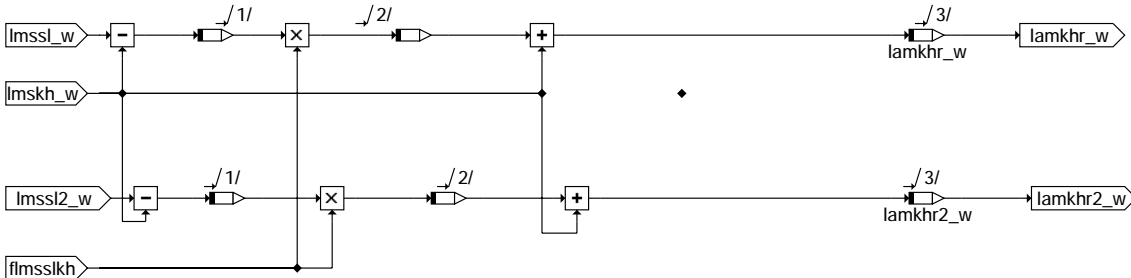 1/ 2/ 3/
lmssl_w lamkhr_w lamkhr_w
lmskh_w
1/ 2/ 3/
lmssl2_w lamkhr2_w lamkhr2_w
flmsslkh